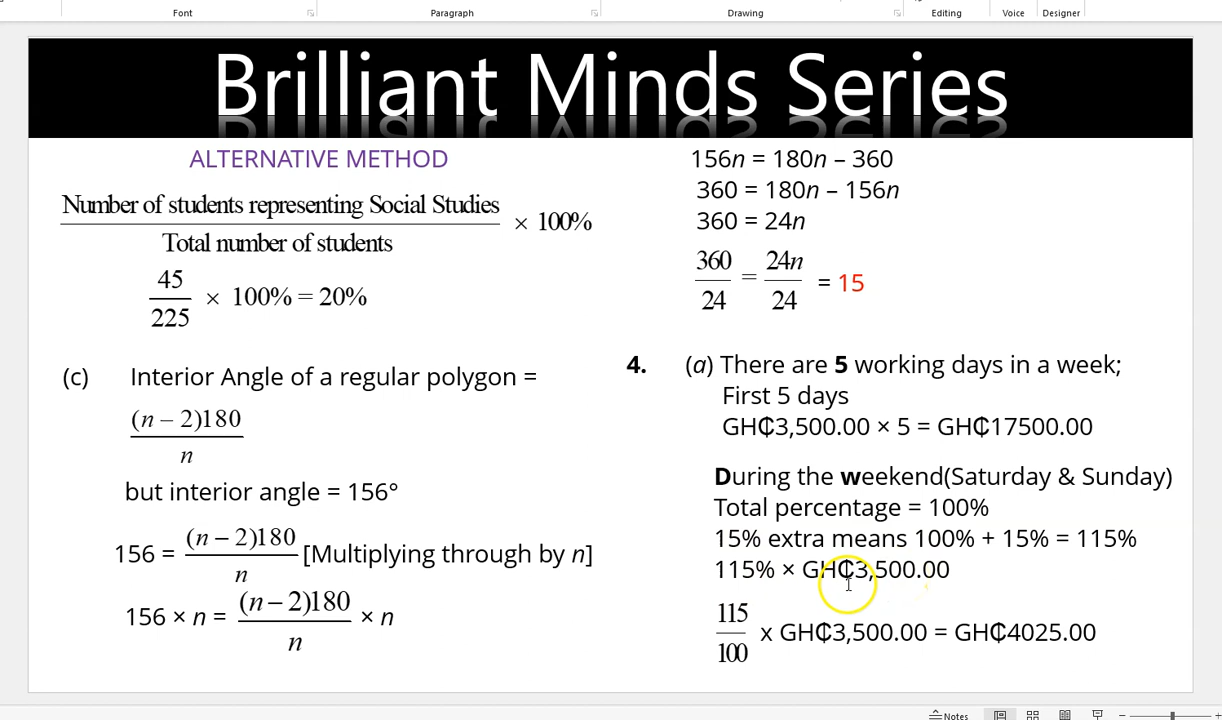 Font Paragraph Drawing Editing Voice Designer
Brilliant Minds Series
ALTERNATIVE METHOD
Number of students representing Social Studies
× 100%
Total number of students
45
× 100% = 20%
225
(c) Interior Angle of a regular polygon =
(n – 2)180
n
but interior angle = 156°
(n – 2)180
156 = [Multiplying through by n]
n
(n – 2)180
156 × n = × n
n
156n = 180n – 360
360 = 180n – 156n
360 = 24n
360 24n
= = 15
24 24
4. (a) There are 5 working days in a week;
First 5 days
GH₵3,500.00 × 5 = GH₵17500.00
During the weekend(Saturday & Sunday)
Total percentage = 100%
15% extra means 100% + 15% = 115%
115% × GH₵3,500.00
115
x GH₵3,500.00 = GH₵4025.00
100
Notes